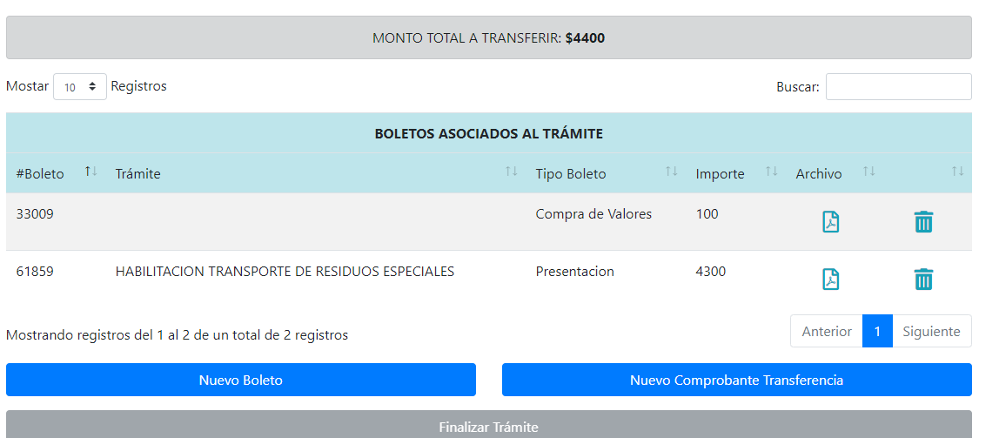 MONTO TOTAL A TRANSFERIR: $4400
Mostar 10 Registros Buscar:
BOLETOS ASOCIADOS AL TRÁMITE
#Boleto Trámite Tipo Boleto Importe Archivo
33009 Compra de Valores 100
61859 HABILITACION TRANSPORTE DE RESIDUOS ESPECIALES Presentacion 4300
Mostrando registros del 1 al 2 de un total de 2 registros Anterior 1 Siguiente
Nuevo Boleto Nuevo Comprobante Transferencia
Finalizar Trámite